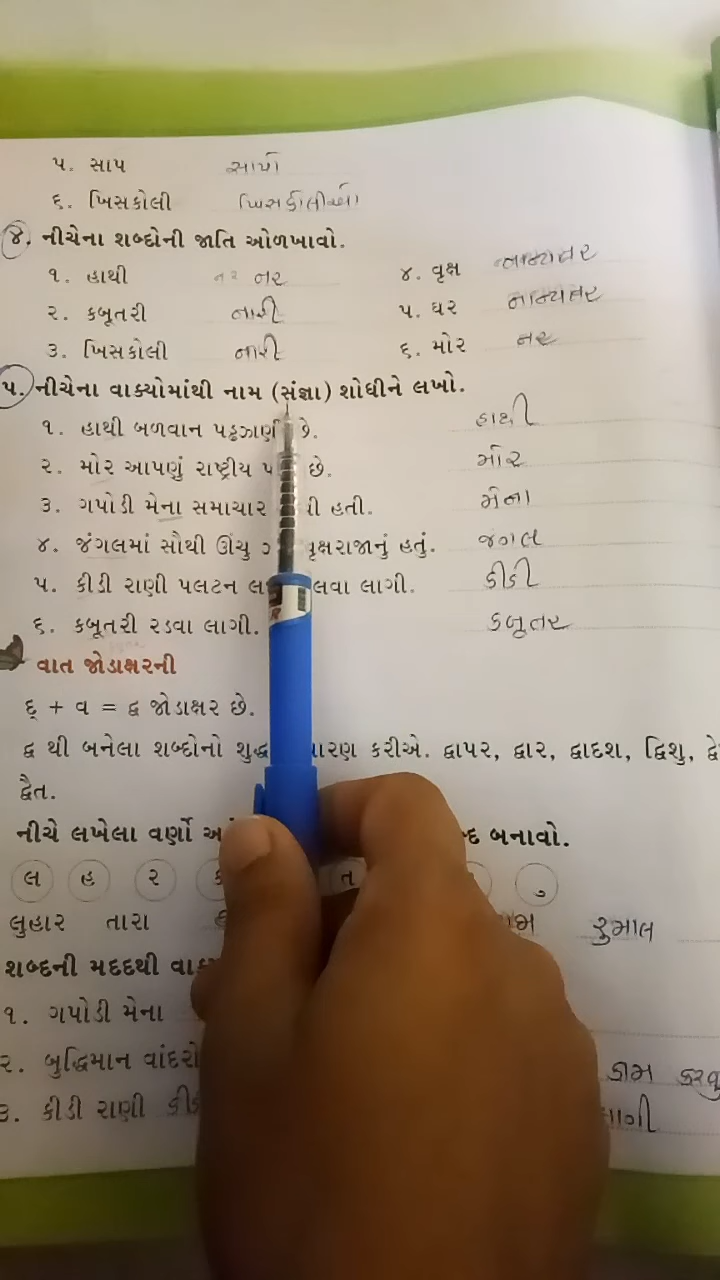 ૫. સાપ સાપો
૬. ખિસકોલી ખિસકોલીઓ
૪. નીચેના શબ્દોની જાતિ ઓળખાવો.
૧. હાથી નર નર ૪. વૃક્ષ નાન્યતર
૨. કબૂતરી નારી ૫. ઘર નાન્યતર
૩. ખિસકોલી નારી ૬. મોર નર
૫. નીચેના વાક્યોમાંથી નામ (સંજ્ઞા) શોધીને લખો.
૧. હાથી બળવાન છે. હાથી
૨. મોર આપણું રાષ્ટ્રીય છે. મોર
૩. ગપોડી મેના સમાચાર હતી. મેના
૪. જંગલમાં સૌથી ઊંચુ વૃક્ષરાજાનું હતું. જગલ
૫. કીડી રાણી પલટન લાગી. કીડી
૬. કબૂતરી રડવા લાગી. કબૂતર
વાત જોડાક્ષરની
દ્ + વ = દ્વ જોડાક્ષર છે.
દ્વ થી બનેલા શબ્દોનો કરીએ. દ્વાપર, દ્વાર, દ્વાદશ, દ્વિશુ,
દ્વૈત.
નીચે લખેલા વર્ણો બનાવો.
લ હ ર ત
લુહાર તારા રુમાલ
શબ્દની મદદથી
૧. ગપોડી મેના
૨. બુદ્ધિમાન વાંદરો કામ
૩. કીડી રાણી